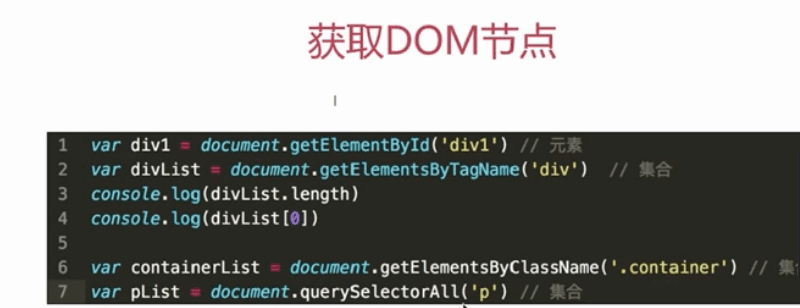 获取DOM节点
1 var div1 = document.getElementById('div1') // 元素
2 var divList = document.getElementsByTagName('div') // 集合
3 console.log(divList.length)
4 console.log(divList[0])
5
6 var containerList = document.getElementsByClassName('.container') // 集
7 var pList = document.querySelectorAll('p') // 集合